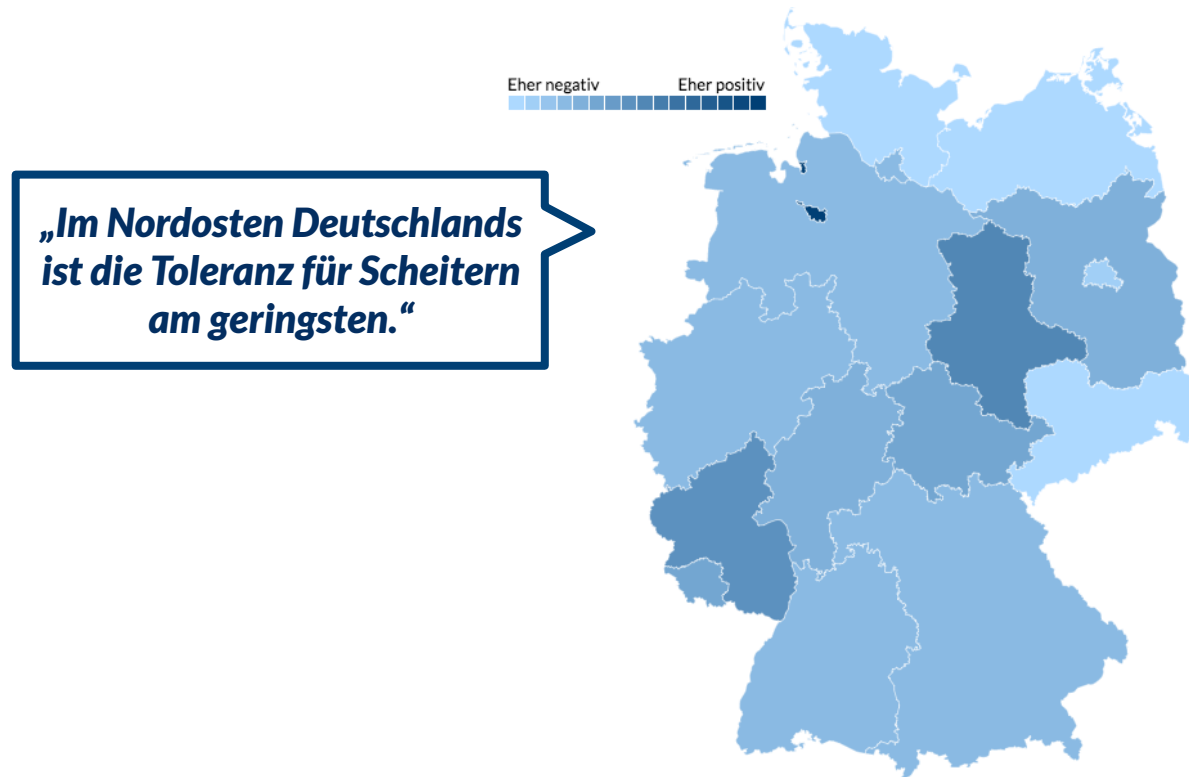 Eher negativ Eher positiv
„Im Nordosten Deutschlands
ist die Toleranz für Scheitern
am geringsten.“